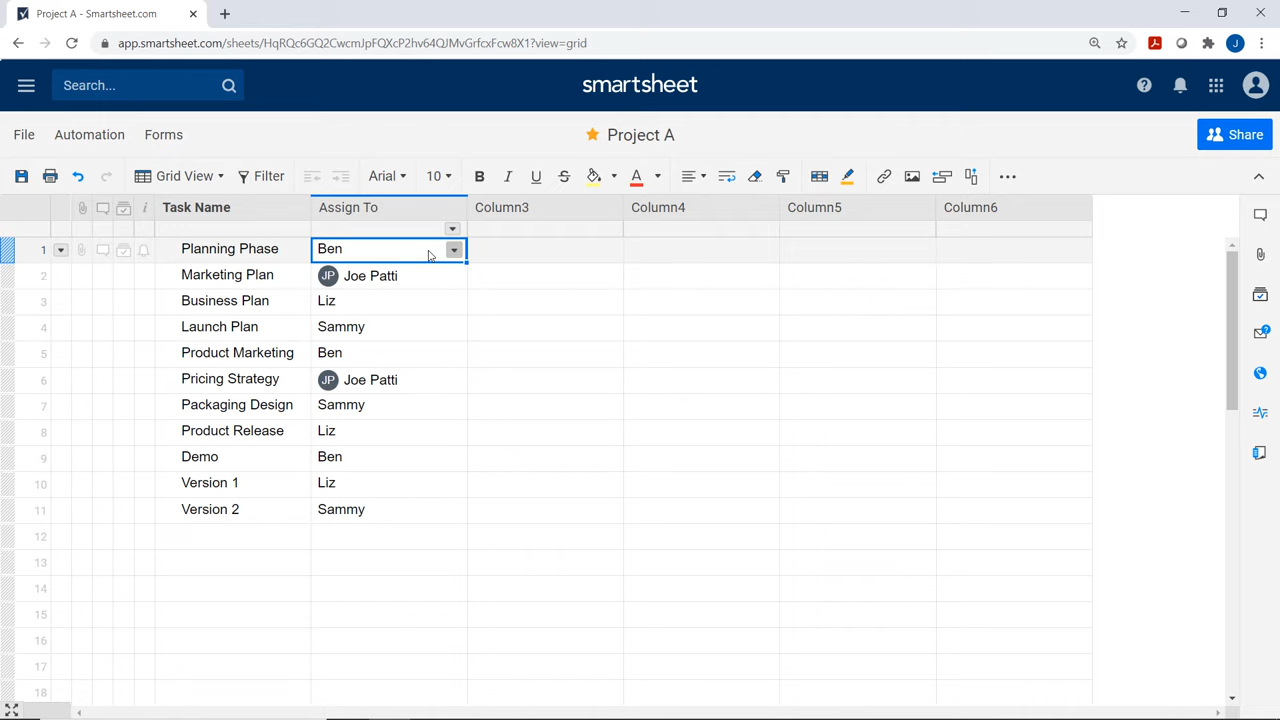 Project A - Smartsheet.com
app.smartsheet.com/sheets/HqRQc6GQ2CwcmJpFQXcP2hv64QJMvGrfcxFcw8X1?view=grid
J
Search...
smartsheet
File Automation Forms
Project A
Share
Grid View Filter Arial 10 B I U S A
Task Name Assign To Column3 Column4 Column5 Column6
1 Planning Phase Ben
2 Marketing Plan JP Joe Patti
3 Business Plan Liz
4 Launch Plan Sammy
5 Product Marketing Ben
6 Pricing Strategy JP Joe Patti
7 Packaging Design Sammy
8 Product Release Liz
9 Demo Ben
10 Version 1 Liz
11 Version 2 Sammy
12
13
14
15
16
17
18